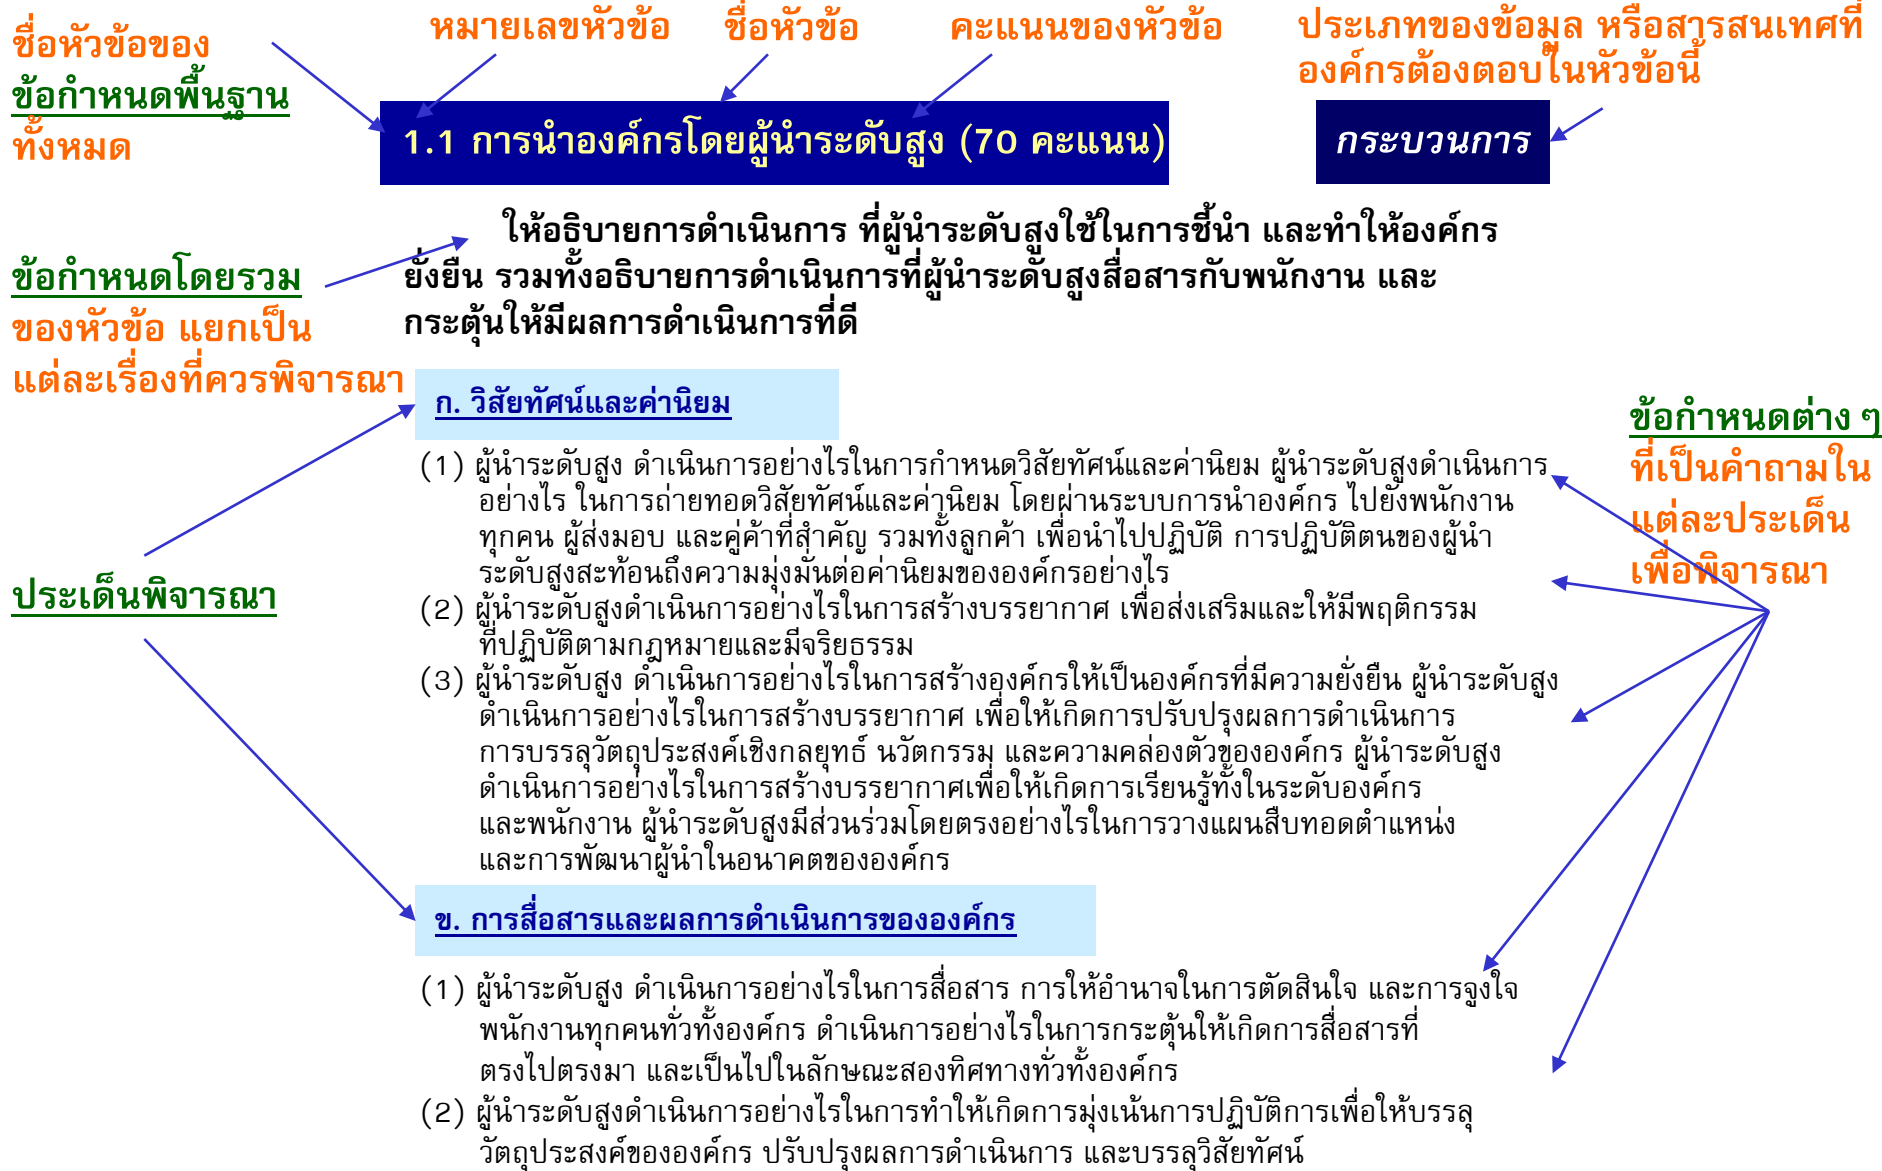 ชื่อหัวข้อของ
ข้อกำหนดพื้นฐาน
ทั้งหมด
หมายเลขหัวข้อ
ชื่อหัวข้อ
คะแนนของหัวข้อ
ประเภทของข้อมูล หรือสารสนเทศที่
องค์กรต้องตอบในหัวข้อนี้
1.1 การนำองค์กรโดยผู้นำระดับสูง (70 คะแนน)
กระบวนการ
ให้อธิบายการดำเนินการ ที่ผู้นำระดับสูงใช้ในการชี้นำ และทำให้องค์กร
ยั่งยืน รวมทั้งอธิบายการดำเนินการที่ผู้นำระดับสูงสื่อสารกับพนักงาน และ
กระตุ้นให้มีผลการดำเนินการที่ดี
ข้อกำหนดโดยรวม
ของหัวข้อ แยกเป็น
แต่ละเรื่องที่ควรพิจารณา
ก. วิสัยทัศน์และค่านิยม
(1) ผู้นำระดับสูง ดำเนินการอย่างไรในการกำหนดวิสัยทัศน์และค่านิยม ผู้นำระดับสูงดำเนินการ
อย่างไร ในการถ่ายทอดวิสัยทัศน์และค่านิยม โดยผ่านระบบการนำองค์กร ไปยังพนักงาน
ทุกคน ผู้ส่งมอบ และคู่ค้าที่สำคัญ รวมทั้งลูกค้า เพื่อนำไปปฏิบัติ การปฏิบัติตนของผู้นำ
ระดับสูงสะท้อนถึงความมุ่งมั่นต่อค่านิยมขององค์กรอย่างไร
(2) ผู้นำระดับสูงดำเนินการอย่างไรในการสร้างบรรยากาศ เพื่อส่งเสริมและให้มีพฤติกรรม
ที่ปฏิบัติตามกฎหมายและมีจริยธรรม
(3) ผู้นำระดับสูง ดำเนินการอย่างไรในการสร้างองค์กรให้เป็นองค์กรที่มีความยั่งยืน ผู้นำระดับสูง
ดำเนินการอย่างไรในการสร้างบรรยากาศ เพื่อให้เกิดการปรับปรุงผลการดำเนินการ
การบรรลุวัตถุประสงค์เชิงกลยุทธ์ นวัตกรรม และความคล่องตัวขององค์กร ผู้นำระดับสูง
ดำเนินการอย่างไรในการสร้างบรรยากาศเพื่อให้เกิดการเรียนรู้ทั้งในระดับองค์กร
และพนักงาน ผู้นำระดับสูงมีส่วนร่วมโดยตรงอย่างไรในการวางแผนสืบทอดตำแหน่ง
และการพัฒนาผู้นำในอนาคตขององค์กร
ข้อกำหนดต่าง ๆ
ที่เป็นคำถามใน
แต่ละประเด็น
เพื่อพิจารณา
ประเด็นพิจารณา
ข. การสื่อสารและผลการดำเนินการขององค์กร
(1) ผู้นำระดับสูง ดำเนินการอย่างไรในการสื่อสาร การให้อำนาจในการตัดสินใจ และการจูงใจ
พนักงานทุกคนทั่วทั้งองค์กร ดำเนินการอย่างไรในการกระตุ้นให้เกิดการสื่อสารที่
ตรงไปตรงมา และเป็นไปในลักษณะสองทิศทางทั่วทั้งองค์กร
(2) ผู้นำระดับสูงดำเนินการอย่างไรในการทำให้เกิดการมุ่งเน้นการปฏิบัติการเพื่อให้บรรลุ
วัตถุประสงค์ขององค์กร ปรับปรุงผลการดำเนินการ และบรรลุวิสัยทัศน์